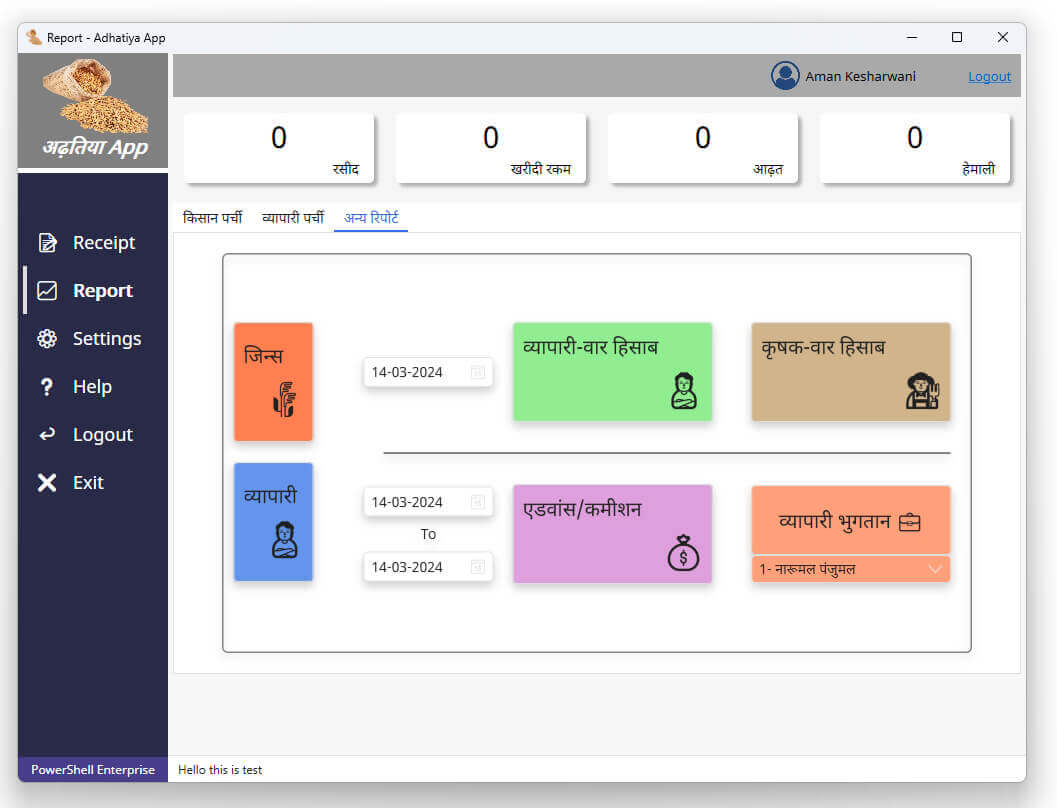 Report - Adhatiya App
अढ़तिया App
Aman Kesharwani
Logout
0
रसीद
0
खरीदी रकम
0
आढ़त
0
हेमाली
किसान पर्ची
व्यापारी पर्ची
अन्य रिपोर्ट
Receipt
Report
Settings
Help
Logout
Exit
जिन्स
14-03-2024
व्यापारी-वार हिसाब
कृषक-वार हिसाब
व्यापारी
14-03-2024
To
14-03-2024
एडवांस/कमीशन
व्यापारी भुगतान
1- नारूमल पंजुमल
PowerShell Enterprise
Hello this is test